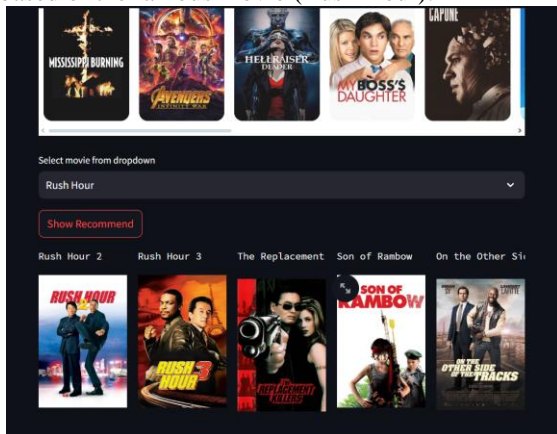 MISSISSIPPI BURNING
AVENGERS
INFINITY WAR
HELLRAISER
DEADER
MY BOSS'S
DAUGHTER
CAPONE
Select movie from dropdown
Rush Hour
Show Recommend
Rush Hour 2
Rush Hour 3
The Replacement
Son of Rambow
On the Other Si
RUSH HOUR
2
RUSH
HOUR 3
THE
REPLACEMENT
KILLERS
SON OF
RAMBOW
ON THE
OTHER SIDE
OF THE TRACKS